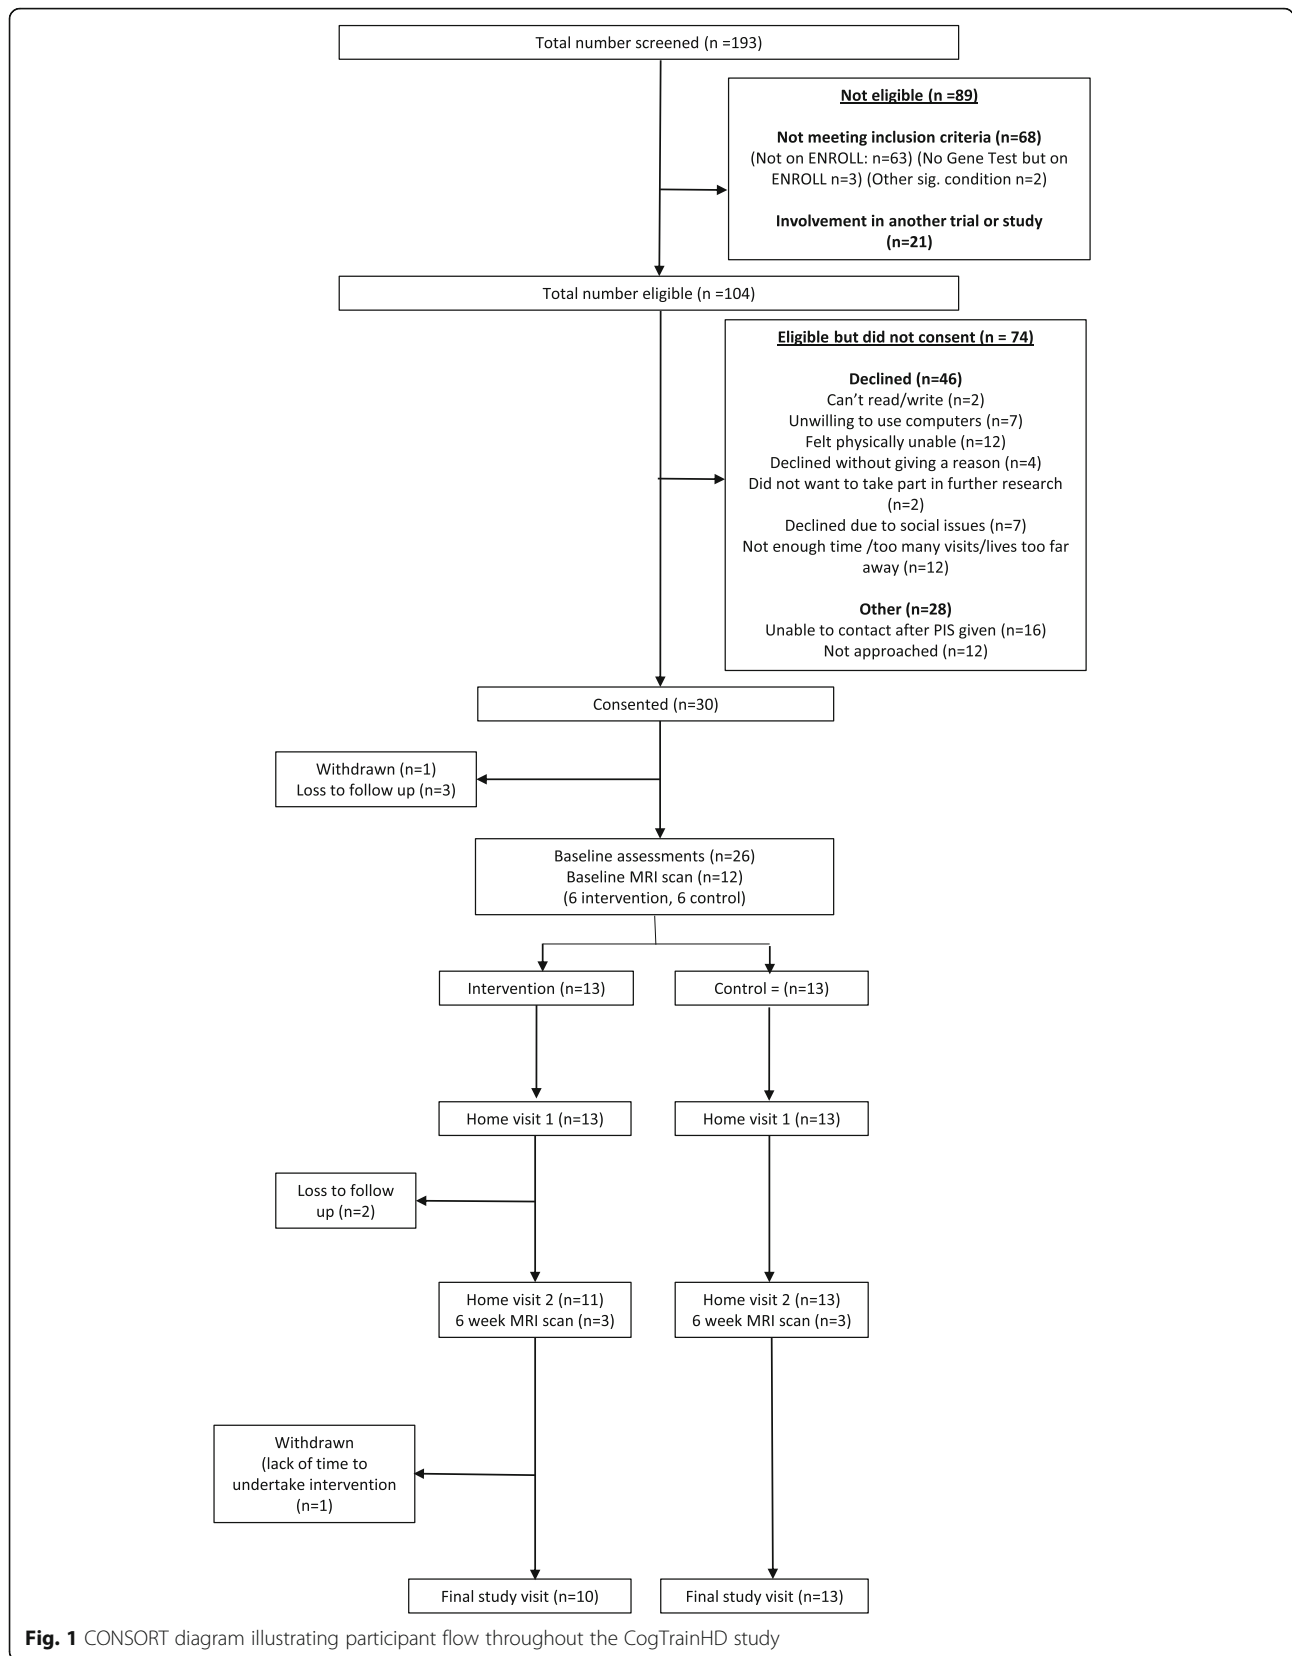 Total number screened (n =193)
Not eligible (n =89)
Not meeting inclusion criteria (n=68)
(Not on ENROLL: n=63) (No Gene Test but on
ENROLL n=3) (Other sig. condition n=2)
Involvement in another trial or study
(n=21)
Total number eligible (n =104)
Eligible but did not consent (n = 74)
Declined (n=46)
Can't read/write (n=2)
Unwilling to use computers (n=7)
Felt physically unable (n=12)
Declined without giving a reason (n=4)
Did not want to take part in further research
(n=2)
Declined due to social issues (n=7)
Not enough time /too many visits/lives too far
away (n=12)
Other (n=28)
Unable to contact after PIS given (n=16)
Not approached (n=12)
Consented (n=30)
Withdrawn (n=1)
Loss to follow up (n=3)
Baseline assessments (n=26)
Baseline MRI scan (n=12)
(6 intervention, 6 control)
Intervention (n=13)
Control = (n=13)
Home visit 1 (n=13)
Home visit 1 (n=13)
Loss to follow
up (n=2)
Home visit 2 (n=11)
6 week MRI scan (n=3)
Home visit 2 (n=13)
6 week MRI scan (n=3)
Withdrawn
(lack of time to
undertake intervention
(n=1)
Final study visit (n=10)
Final study visit (n=13)
Fig. 1 CONSORT diagram illustrating participant flow throughout the CogTrainHD study